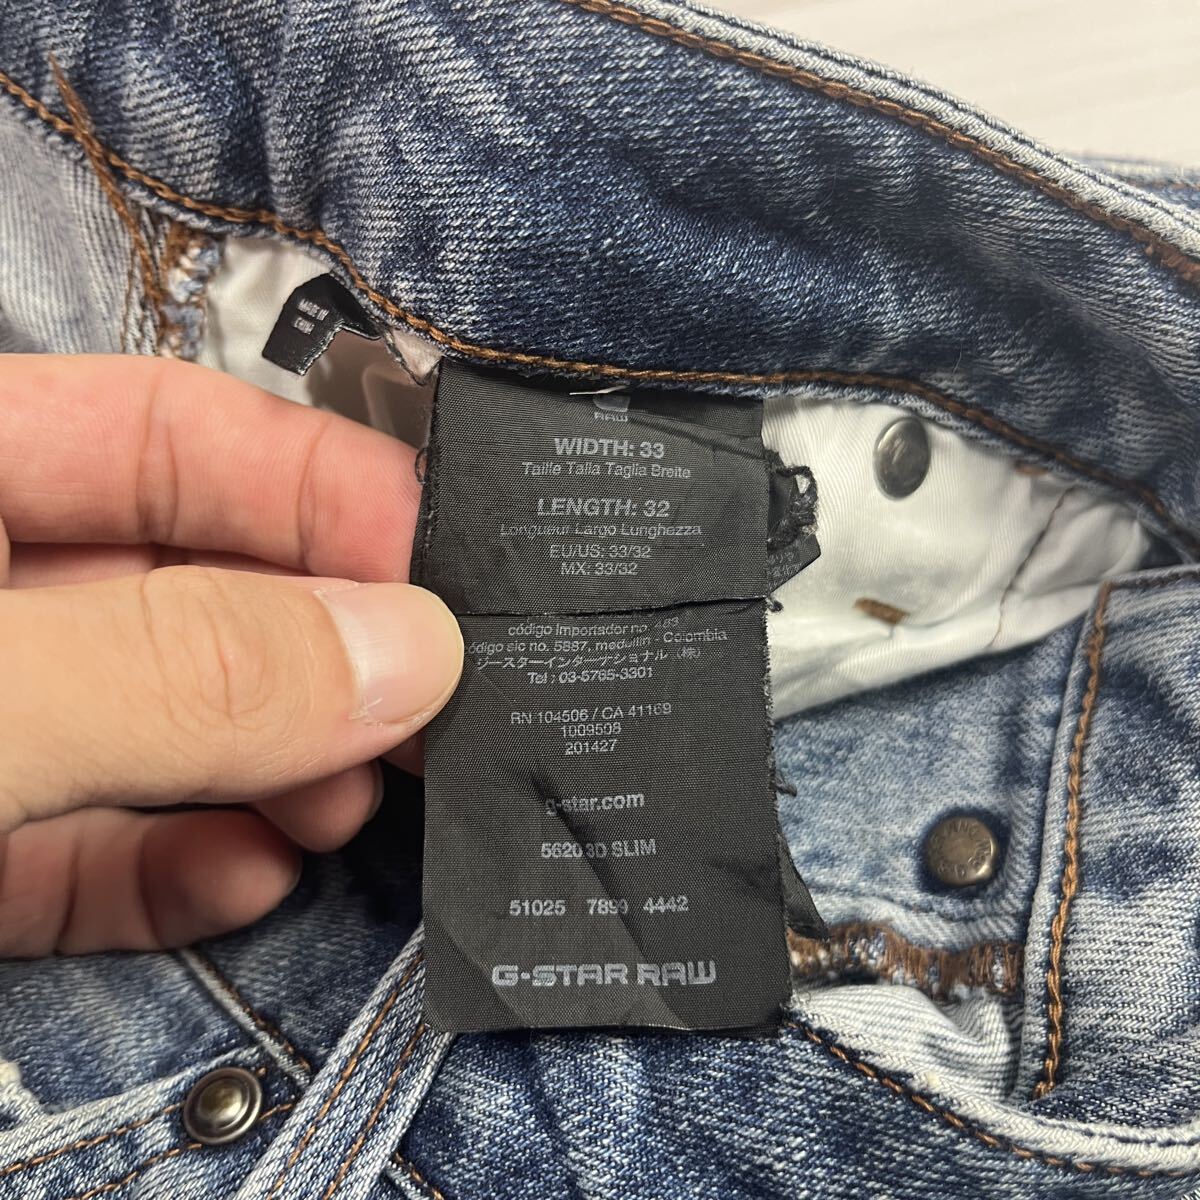 MADE IN
RAW
WIDTH: 33
Taille Talla Taglia Breite
LENGTH: 32
Longueur Largo Lunghezza
EU/US: 33/32
MX: 33/32
código importador no. 483
código sic no. 5887, medellin - Colombia
ジースターインターナショナル (株)
Tel : 03-5765-3301
RN 104506 / CA 41169
1009508
201427
g-star.com
5620 3D SLIM
51025 7899 4442
G-STAR RAW